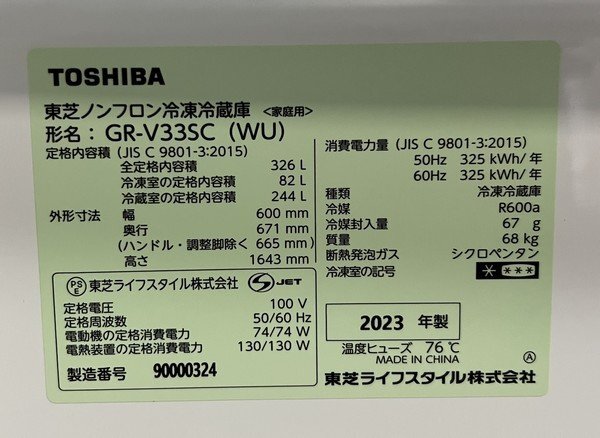 TOSHIBA
東芝ノンフロン冷凍冷蔵庫 <家庭用>
形名: GR-V33SC (WU)
定格内容積 (JIS C 9801-3:2015)
全定格内容積 326 L
冷凍室の定格内容積 82 L
冷蔵室の定格内容積 244 L
外形寸法 幅 600 mm
奥行 671 mm
(ハンドル・調整脚除く 665 mm)
高さ 1643 mm
消費電力量 (JIS C 9801-3:2015)
50Hz 325 kWh/年
60Hz 325 kWh/年
種類 冷凍冷蔵庫
冷媒 R600a
冷媒封入量 67 g
質量 68 kg
断熱発泡ガス シクロペンタン
冷凍室の記号 * ***
PS E 東芝ライフスタイル株式会社 S JET
定格電圧 100 V
定格周波数 50/60 Hz
電動機の定格消費電力 74/74 W
電熱装置の定格消費電力 130/130 W
製造番号 90000324
2023 年製
温度ヒューズ 76℃
MADE IN CHINA
A
東芝ライフスタイル株式会社